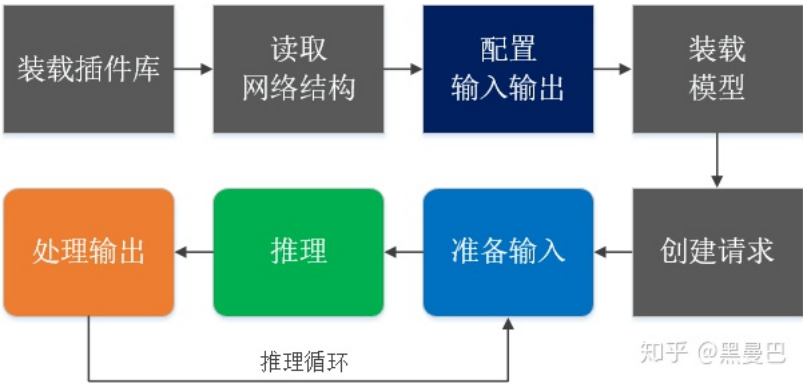 装载插件库
读取
网络结构
配置
输入输出
装载
模型
处理输出
推理
准备输入
创建请求
推理循环
知乎 @黑曼巴